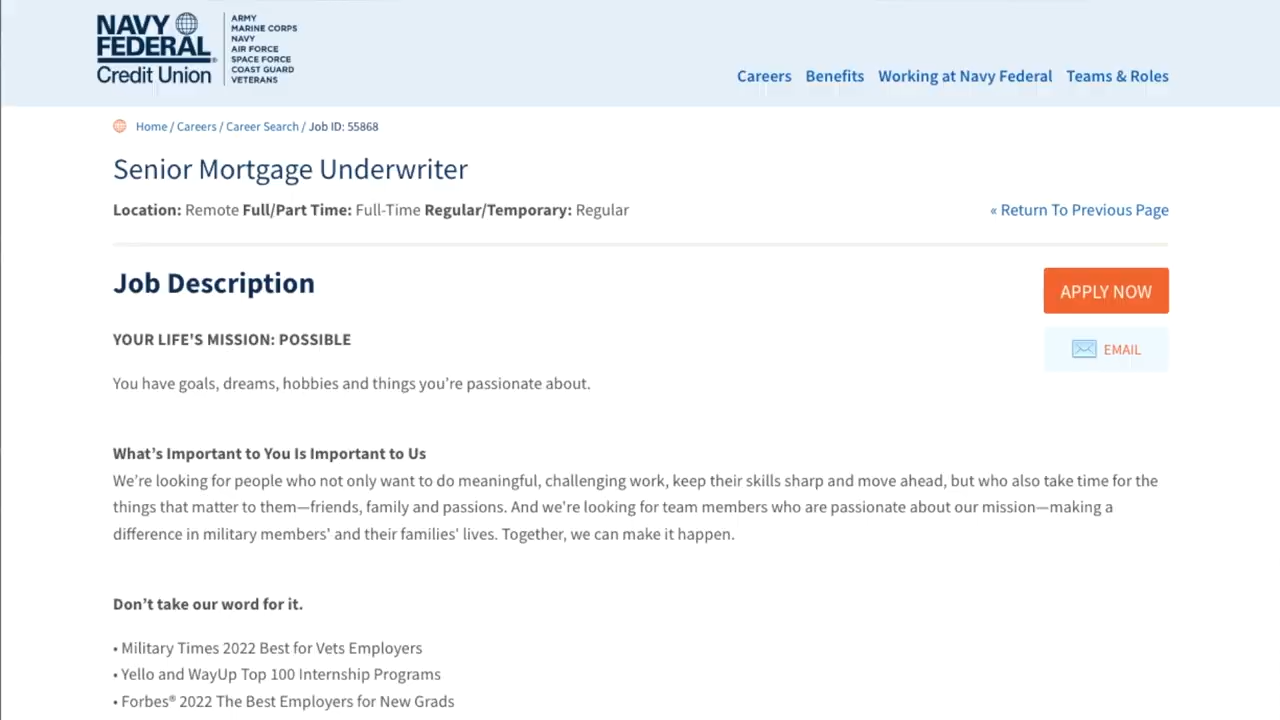 NAVY
FEDERAL®
Credit Union
ARMY
MARINE CORPS
NAVY
AIR FORCE
SPACE FORCE
COAST GUARD
VETERANS
Careers Benefits Working at Navy Federal Teams & Roles
Home / Careers / Career Search / Job ID: 55868
Senior Mortgage Underwriter
Location: Remote Full/Part Time: Full-Time Regular/Temporary: Regular
« Return To Previous Page
Job Description
APPLY NOW
YOUR LIFE'S MISSION: POSSIBLE
EMAIL
You have goals, dreams, hobbies and things you're passionate about.
What's Important to You Is Important to Us
We're looking for people who not only want to do meaningful, challenging work, keep their skills sharp and move ahead, but who also take time for the
things that matter to them—friends, family and passions. And we're looking for team members who are passionate about our mission—making a
difference in military members' and their families' lives. Together, we can make it happen.
Don't take our word for it.
• Military Times 2022 Best for Vets Employers
• Yello and WayUp Top 100 Internship Programs
• Forbes® 2022 The Best Employers for New Grads